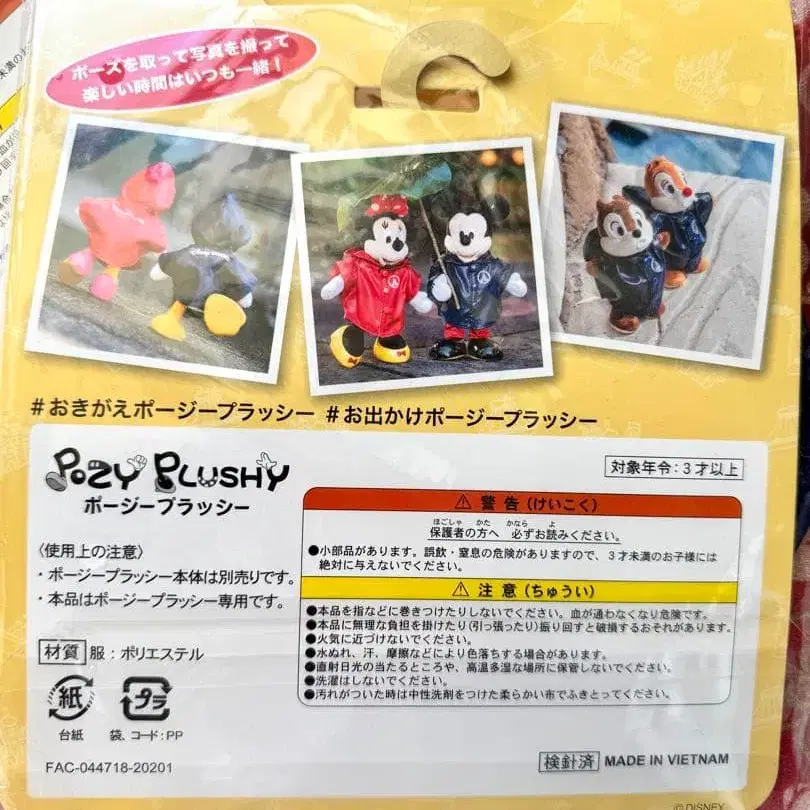 ポーズを取って写真を撮って
楽しい時間はいつも一緒！
#おきがえポージープラッシー #お出かけポージープラッシー
POZY PLUSHY
ポージープラッシー
対象年令：3才以上
〈使用上の注意〉
・ポージープラッシー本体は別売りです。
・本品はポージープラッシー専用です。
材質 服：ポリエステル
紙
台紙
プラ
袋、コード：PP
FAC-044718-20201
⚠ 警告（けいこく）
保護者の方へ 必ずお読みください。
ほごしゃ かた かなら よ
●小部品があります。誤飲・窒息の危険がありますので、3才未満のお子様には
絶対に与えないでください。
⚠ 注意（ちゅうい）
●本品を指などに巻きつけたりしないでください。血が通わなくなり危険です。
●本品に無理な負担を掛けたり（引っ張ったり）振り回すと破損するおそれがあります。
●火気に近づけないでください。
●水ぬれ、汗、摩擦などにより色落ちする場合があります。
●直射日光の当たるところや、高温多湿な場所に保管しないでください。
●洗濯はしないでください。
●汚れがついた時は中性洗剤をつけた柔らかい布でふきとってください。
検針済 MADE IN VIETNAM
© DISNEY